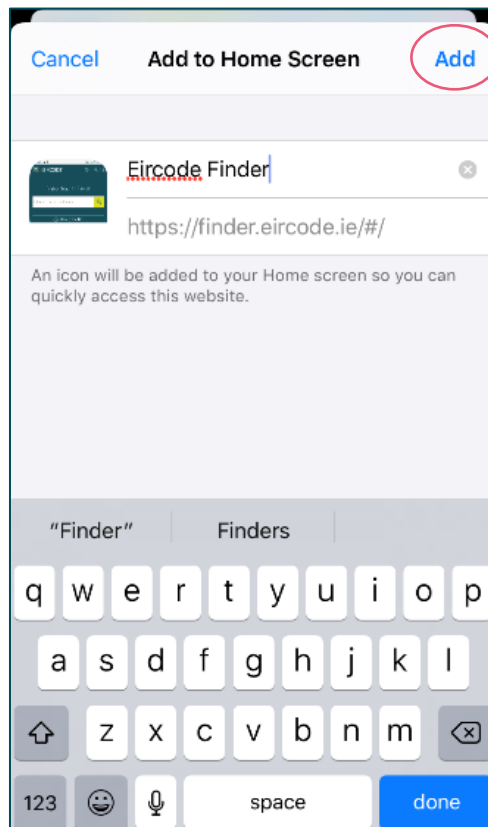 Cancel Add to Home Screen Add
Eircode Finder
https://finder.eircode.ie/#/
An icon will be added to your Home screen so you can
quickly access this website.
"Finder" Finders
q w e r t y u i o p
a s d f g h j k l
z x c v b n m
123 space done